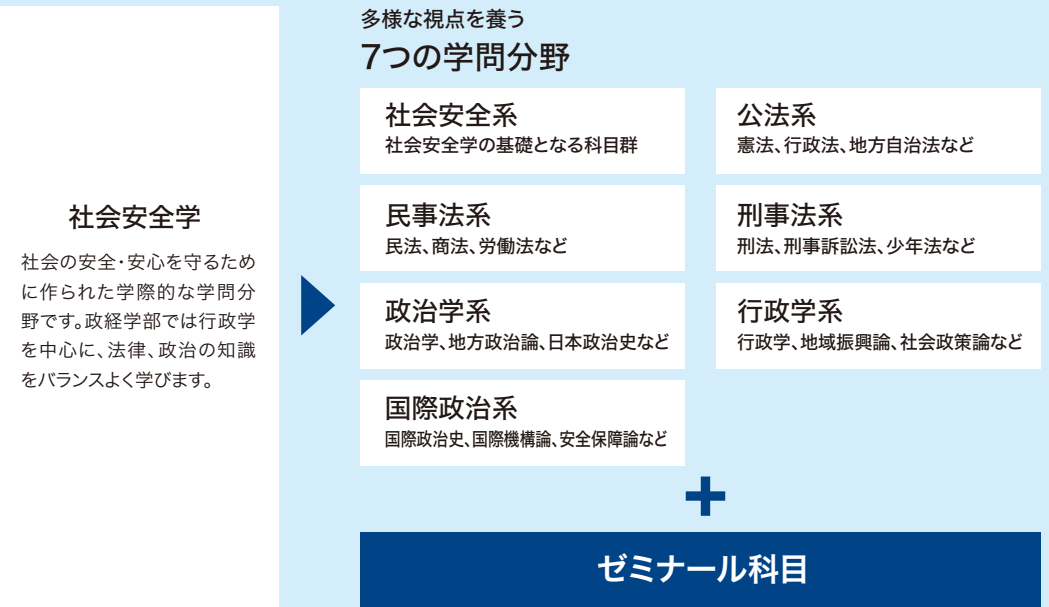 社会安全学
社会の安全・安心を守るため
に作られた学際的な学問分
野です。政経学部では行政学
を中心に、法律、政治の知識
をバランスよく学びます。
多様な視点を養う
7つの学問分野
社会安全系
社会安全学の基礎となる科目群
公法系
憲法、行政法、地方自治法など
民事法系
民法、商法、労働法など
刑事法系
刑法、刑事訴訟法、少年法など
政治学系
政治学、地方政治論、日本政治史など
行政学系
行政学、地域振興論、社会政策論など
国際政治系
国際政治史、国際機構論、安全保障論など
+
ゼミナール科目